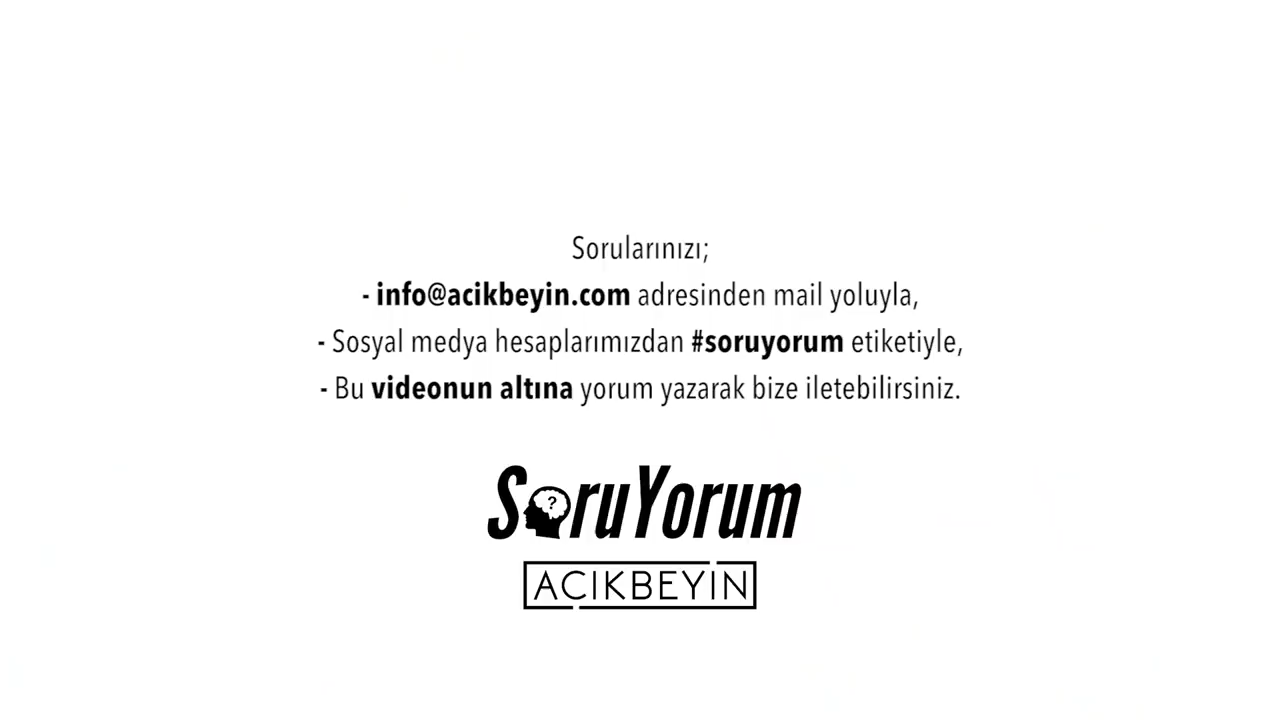 Sorularınızı;
- info@acikbeyin.com adresinden mail yoluyla,
- Sosyal medya hesaplarımızdan #soruyorum etiketiyle,
- Bu videonun altına yorum yazarak bize iletebilirsiniz.
SoruYorum
AÇIKBEYİN